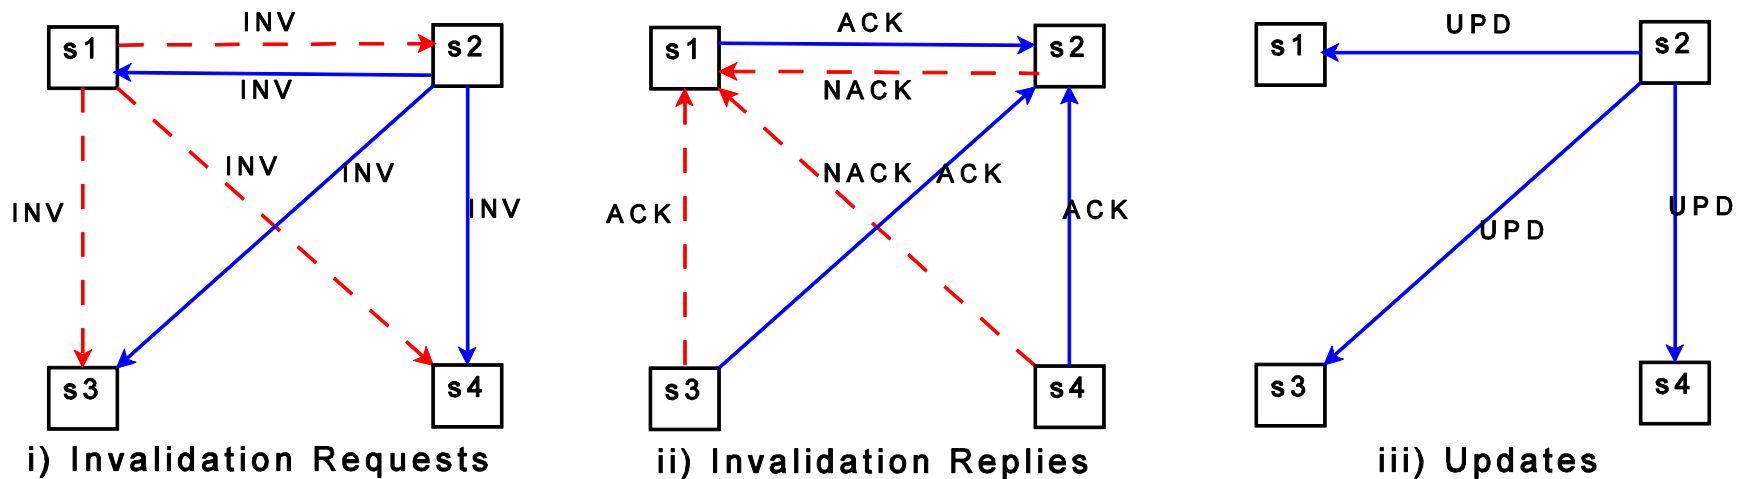 INV
s1
s2
INV
INV
INV
INV
INV
s3
s4
i) Invalidation Requests
ACK
s1
s2
NACK
NACK
ACK
ACK
ACK
s3
s4
ii) Invalidation Replies
UPD
s1
s2
UPD
UPD
s3
s4
iii) Updates